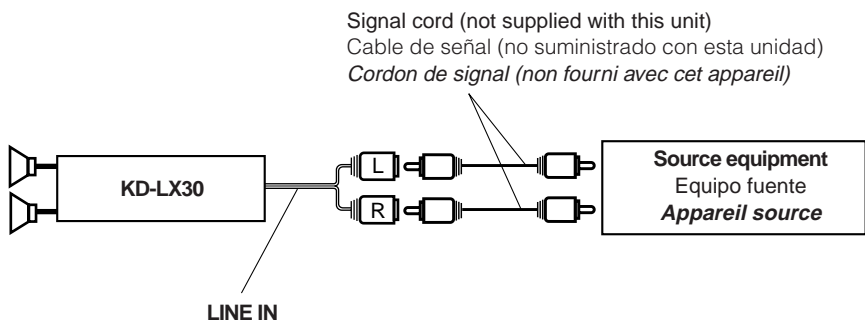 Signal cord (not supplied with this unit)
Cable de señal (no suministrado con esta unidad)
Cordon de signal (non fourni avec cet appareil)
KD-LX30
L
R
Source equipment
Equipo fuente
Appareil source
LINE IN